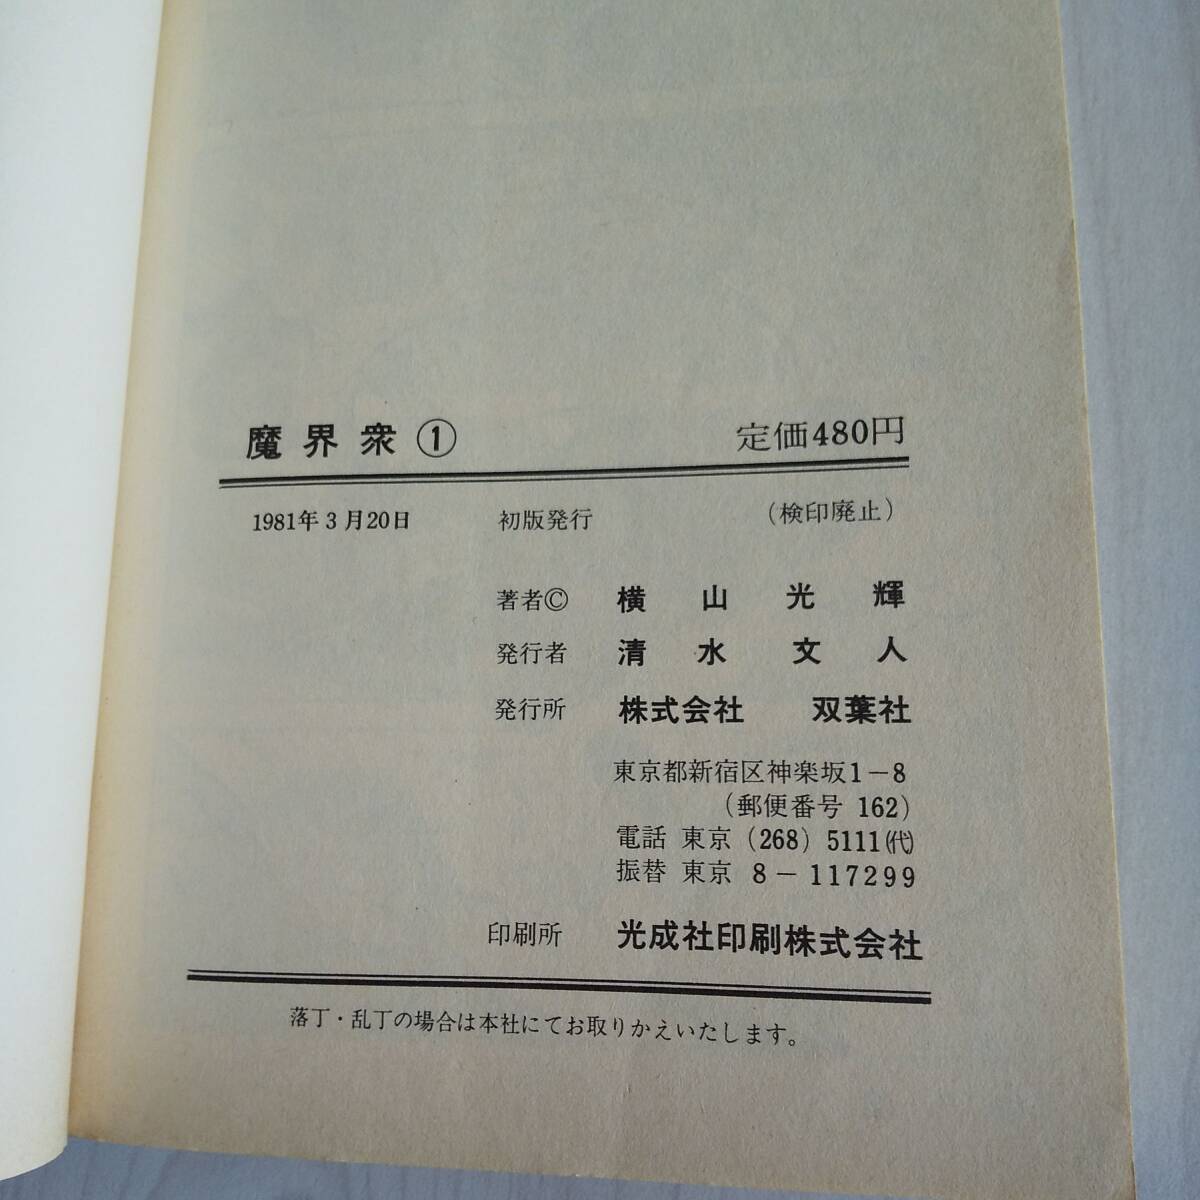 魔界衆① 定価480円
1981年3月20日 初版発行 （検印廃止）
著者© 横山光輝
発行者 清水文人
発行所 株式会社 双葉社
東京都新宿区神楽坂1－8
（郵便番号 162）
電話 東京（268）5111㈹
振替 東京 8－117299
印刷所 光成社印刷株式会社
落丁・乱丁の場合は本社にてお取りかえいたします。